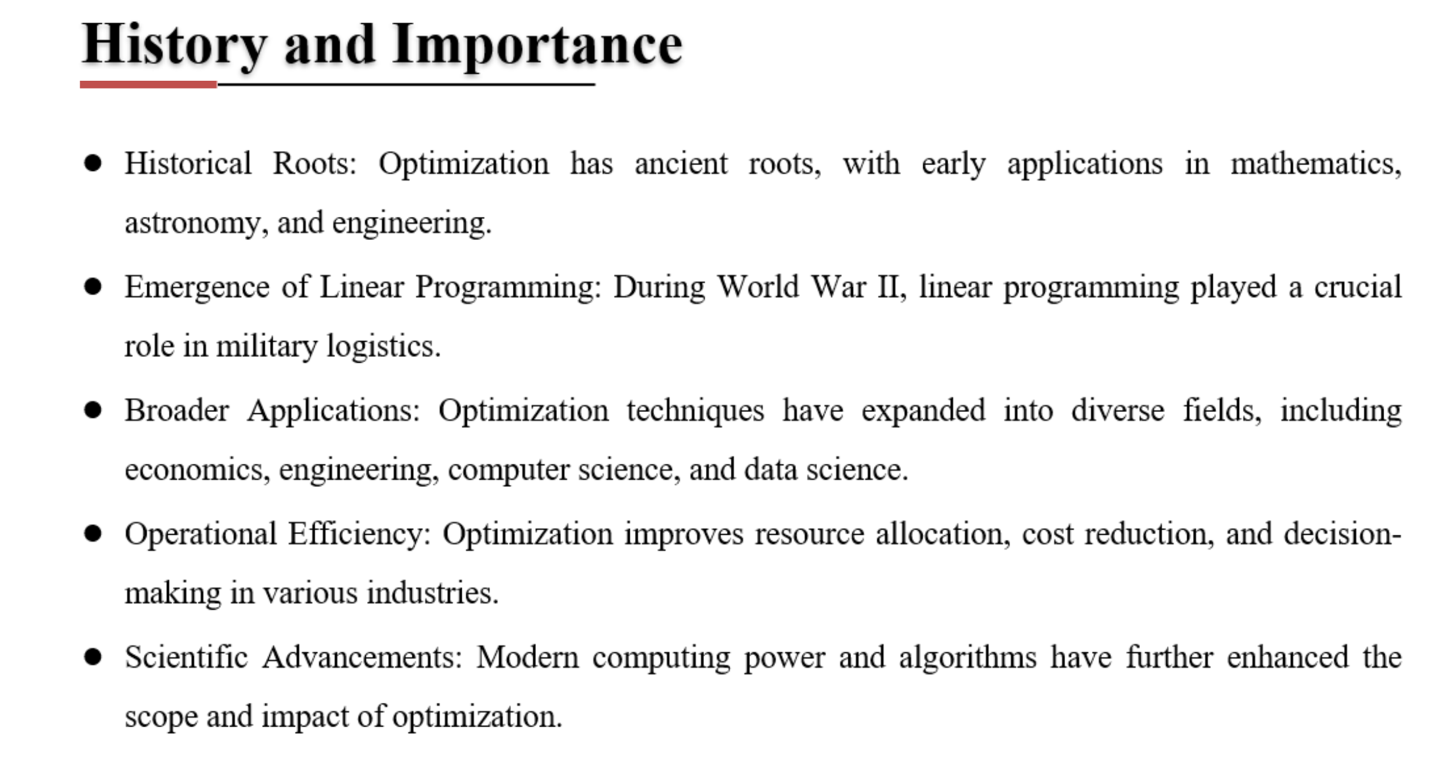 History and Importance
● Historical Roots: Optimization has ancient roots, with early applications in mathematics,
astronomy, and engineering.
● Emergence of Linear Programming: During World War II, linear programming played a crucial
role in military logistics.
● Broader Applications: Optimization techniques have expanded into diverse fields, including
economics, engineering, computer science, and data science.
● Operational Efficiency: Optimization improves resource allocation, cost reduction, and decision-
making in various industries.
● Scientific Advancements: Modern computing power and algorithms have further enhanced the
scope and impact of optimization.